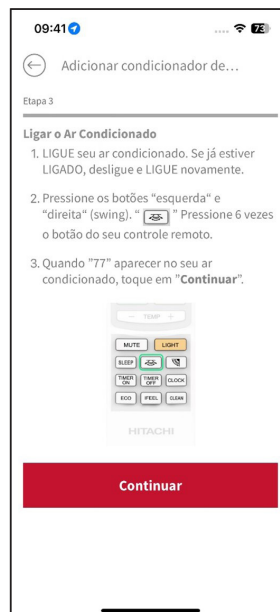 09:41
73
Adicionar condicionador de...
Etapa 3
Ligar o Ar Condicionado
1. LIGUE seu ar condicionado. Se já estiver
LIGADO, desligue e LIGUE novamente.
2. Pressione os botões “esquerda“ e
“direita“ (swing). “ ” Pressione 6 vezes
o botão do seu controle remoto.
3. Quando ”77” aparecer no seu ar
condicionado, toque em ”Continuar”.
− TEMP +
MUTE LIGHT
SLEEP
TIMER ON TIMER OFF CLOCK
ECO IFEEL CLEAN
HITACHI
Continuar